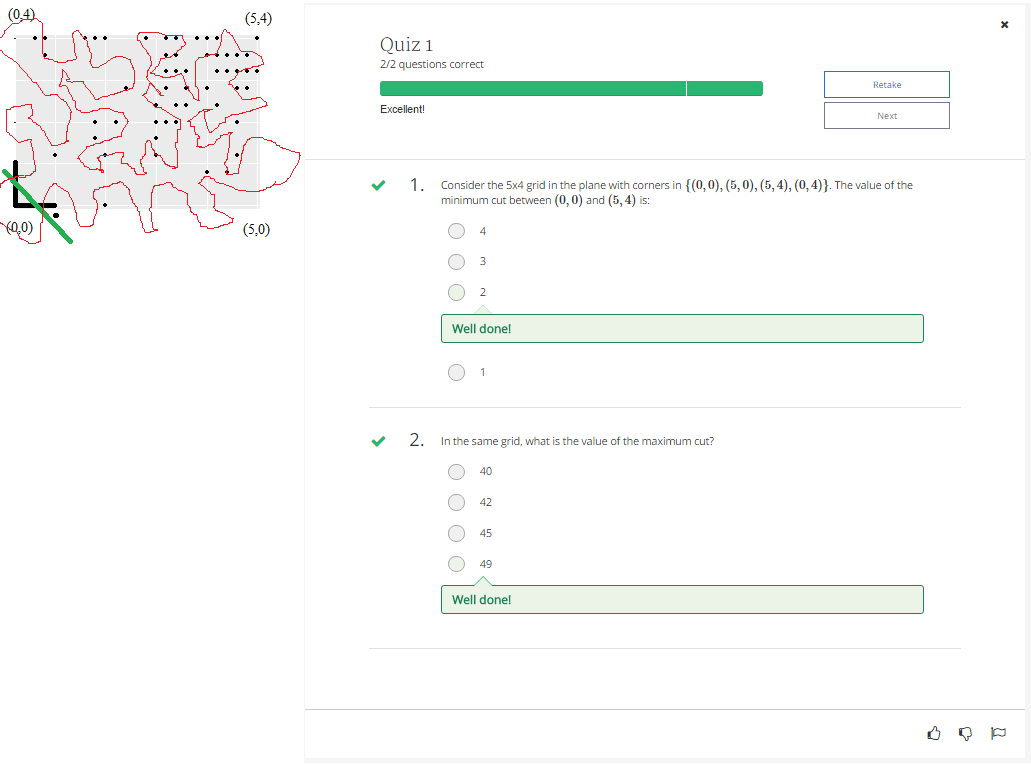 (0,4)
(5,4)
(0,0)
(5,0)
×
Quiz 1
2/2 questions correct
Excellent!
Retake
Next
1. Consider the 5x4 grid in the plane with corners in {(0, 0), (5, 0), (5, 4), (0, 4)}. The value of the
minimum cut between (0, 0) and (5, 4) is:
4
3
2
Well done!
1
2. In the same grid, what is the value of the maximum cut?
40
42
45
49
Well done!